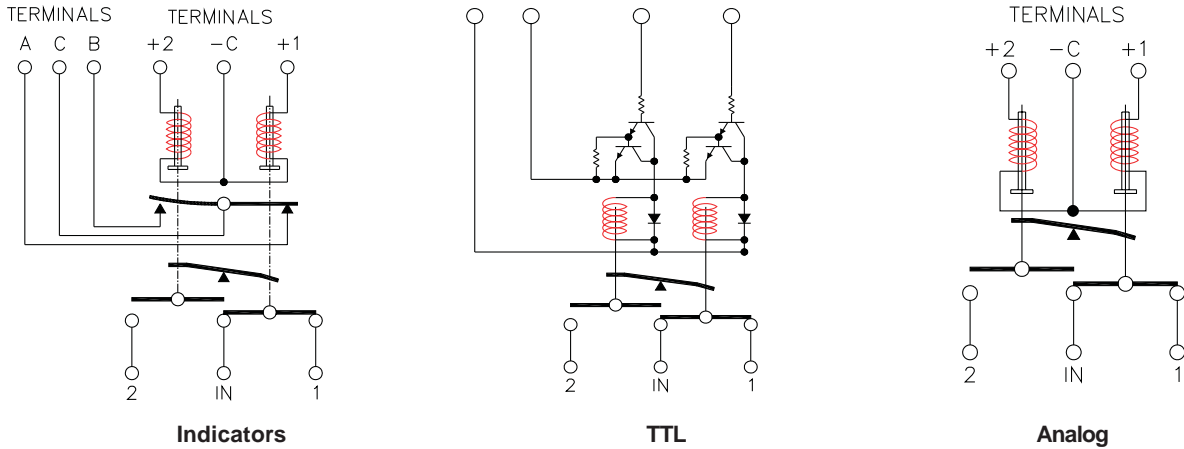 TERMINALS TERMINALS
A C B +2 −C +1
2 IN 1
Indicators
2 IN 1
TTL
TERMINALS
+2 −C +1
2 IN 1
Analog